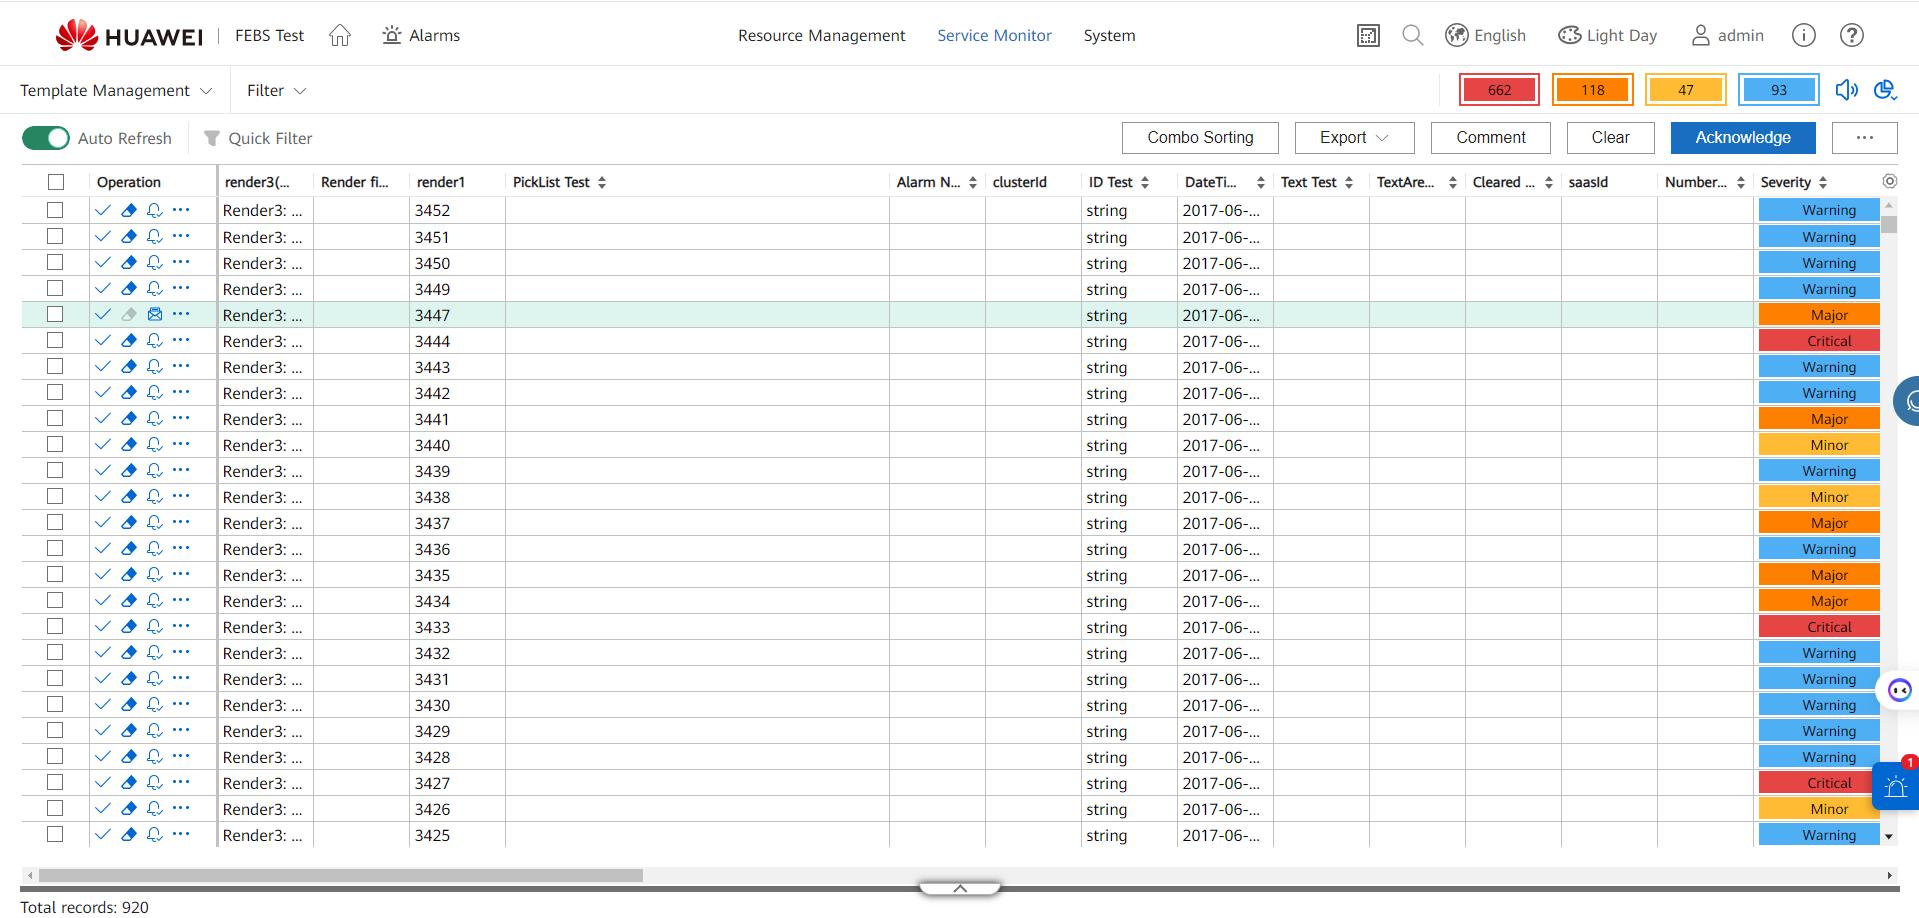 HUAWEI FEBS Test Alarms Resource Management Service Monitor System English Light Day admin
Template Management Filter 662 118 47 93
Auto Refresh Quick Filter Combo Sorting Export Comment Clear Acknowledge ...
Operation render3(... Render fi... render1 PickList Test Alarm N... clusterId ID Test DateTi... Text Test TextAre... Cleared ... saasId Number... Severity
Render3: ... 3452 string 2017-06-... Warning
Render3: ... 3451 string 2017-06-... Warning
Render3: ... 3450 string 2017-06-... Warning
Render3: ... 3449 string 2017-06-... Warning
Render3: ... 3447 string 2017-06-... Major
Render3: ... 3444 string 2017-06-... Critical
Render3: ... 3443 string 2017-06-... Warning
Render3: ... 3442 string 2017-06-... Warning
Render3: ... 3441 string 2017-06-... Major
Render3: ... 3440 string 2017-06-... Minor
Render3: ... 3439 string 2017-06-... Warning
Render3: ... 3438 string 2017-06-... Minor
Render3: ... 3437 string 2017-06-... Major
Render3: ... 3436 string 2017-06-... Warning
Render3: ... 3435 string 2017-06-... Major
Render3: ... 3434 string 2017-06-... Major
Render3: ... 3433 string 2017-06-... Critical
Render3: ... 3432 string 2017-06-... Warning
Render3: ... 3431 string 2017-06-... Warning
Render3: ... 3430 string 2017-06-... Warning
Render3: ... 3429 string 2017-06-... Warning
Render3: ... 3428 string 2017-06-... Warning
Render3: ... 3427 string 2017-06-... Critical
1
Render3: ... 3426 string 2017-06-... Minor
Render3: ... 3425 string 2017-06-... Warning
Total records: 920